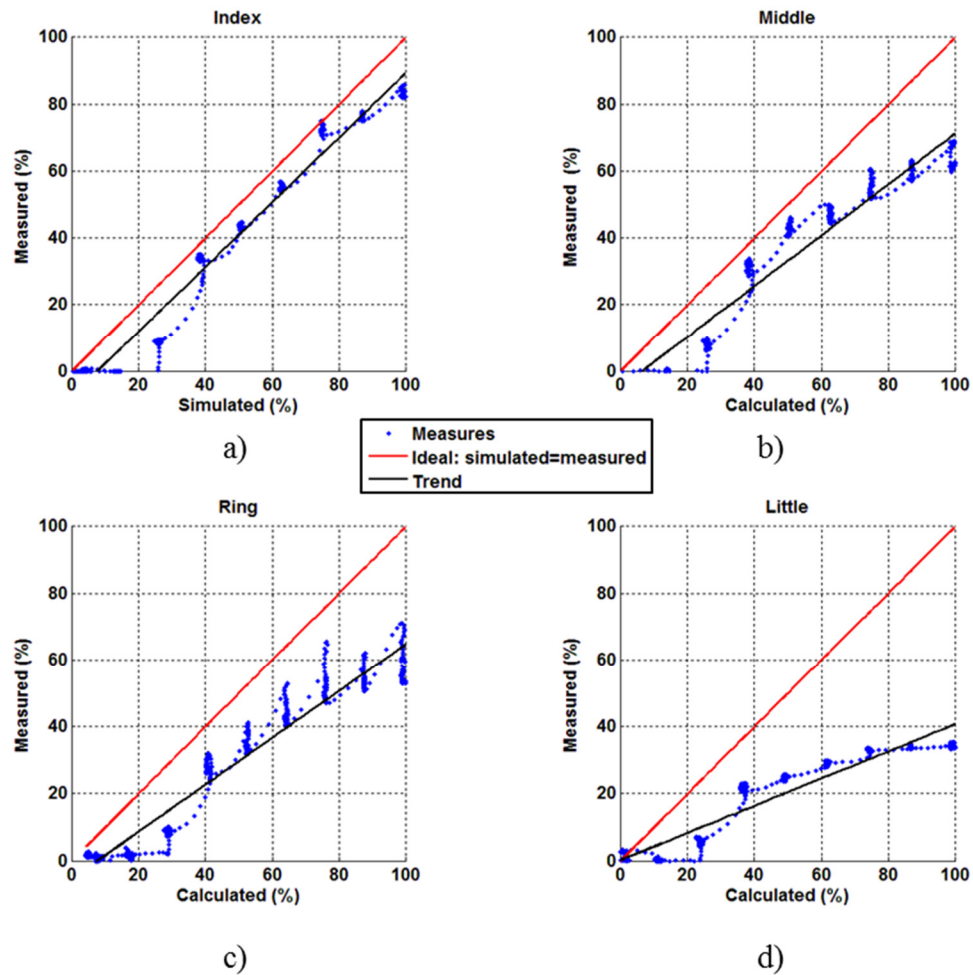 Index
Measured (%)
100
80
60
40
20
0
0 20 40 60 80 100
Simulated (%)
a)
Middle
Measured (%)
100
80
60
40
20
0
0 20 40 60 80 100
Calculated (%)
b)
Measures
Ideal: simulated=measured
Trend
Ring
Measured (%)
100
80
60
40
20
0
0 20 40 60 80 100
Calculated (%)
c)
Little
Measured (%)
100
80
60
40
20
0
0 20 40 60 80 100
Calculated (%)
d)